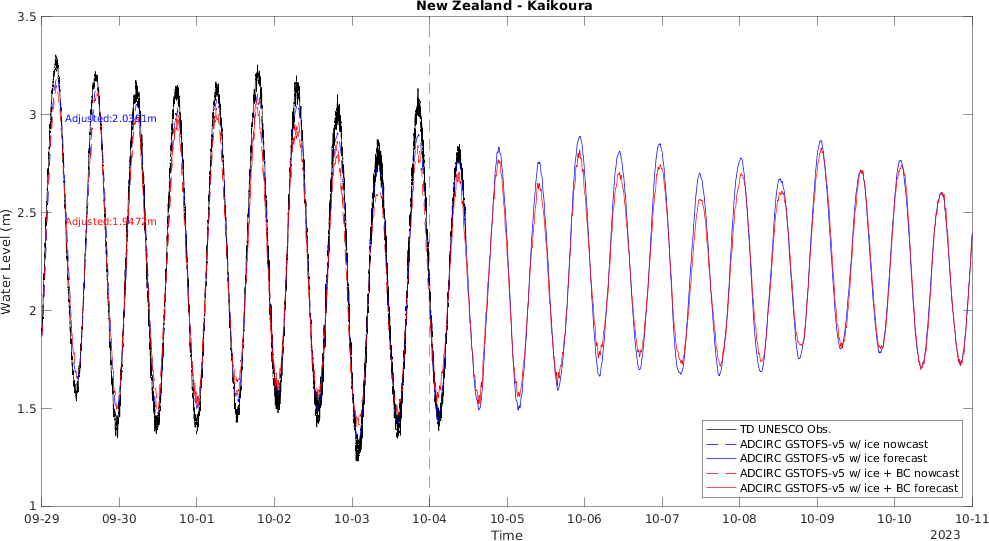 New Zealand - Kaikoura
3.5
3
2.5
2
1.5
1
Water Level (m)
Adjusted:1.9472m
TD UNESCO Obs.
ADCIRC GSTOFS-v5 w/ ice nowcast
ADCIRC GSTOFS-v5 w/ ice forecast
ADCIRC GSTOFS-v5 w/ ice + BC nowcast
ADCIRC GSTOFS-v5 w/ ice + BC forecast
09-29 09-30 10-01 10-02 10-03 10-04 10-05 10-06 10-07 10-08 10-09 10-10 10-11
Time
2023